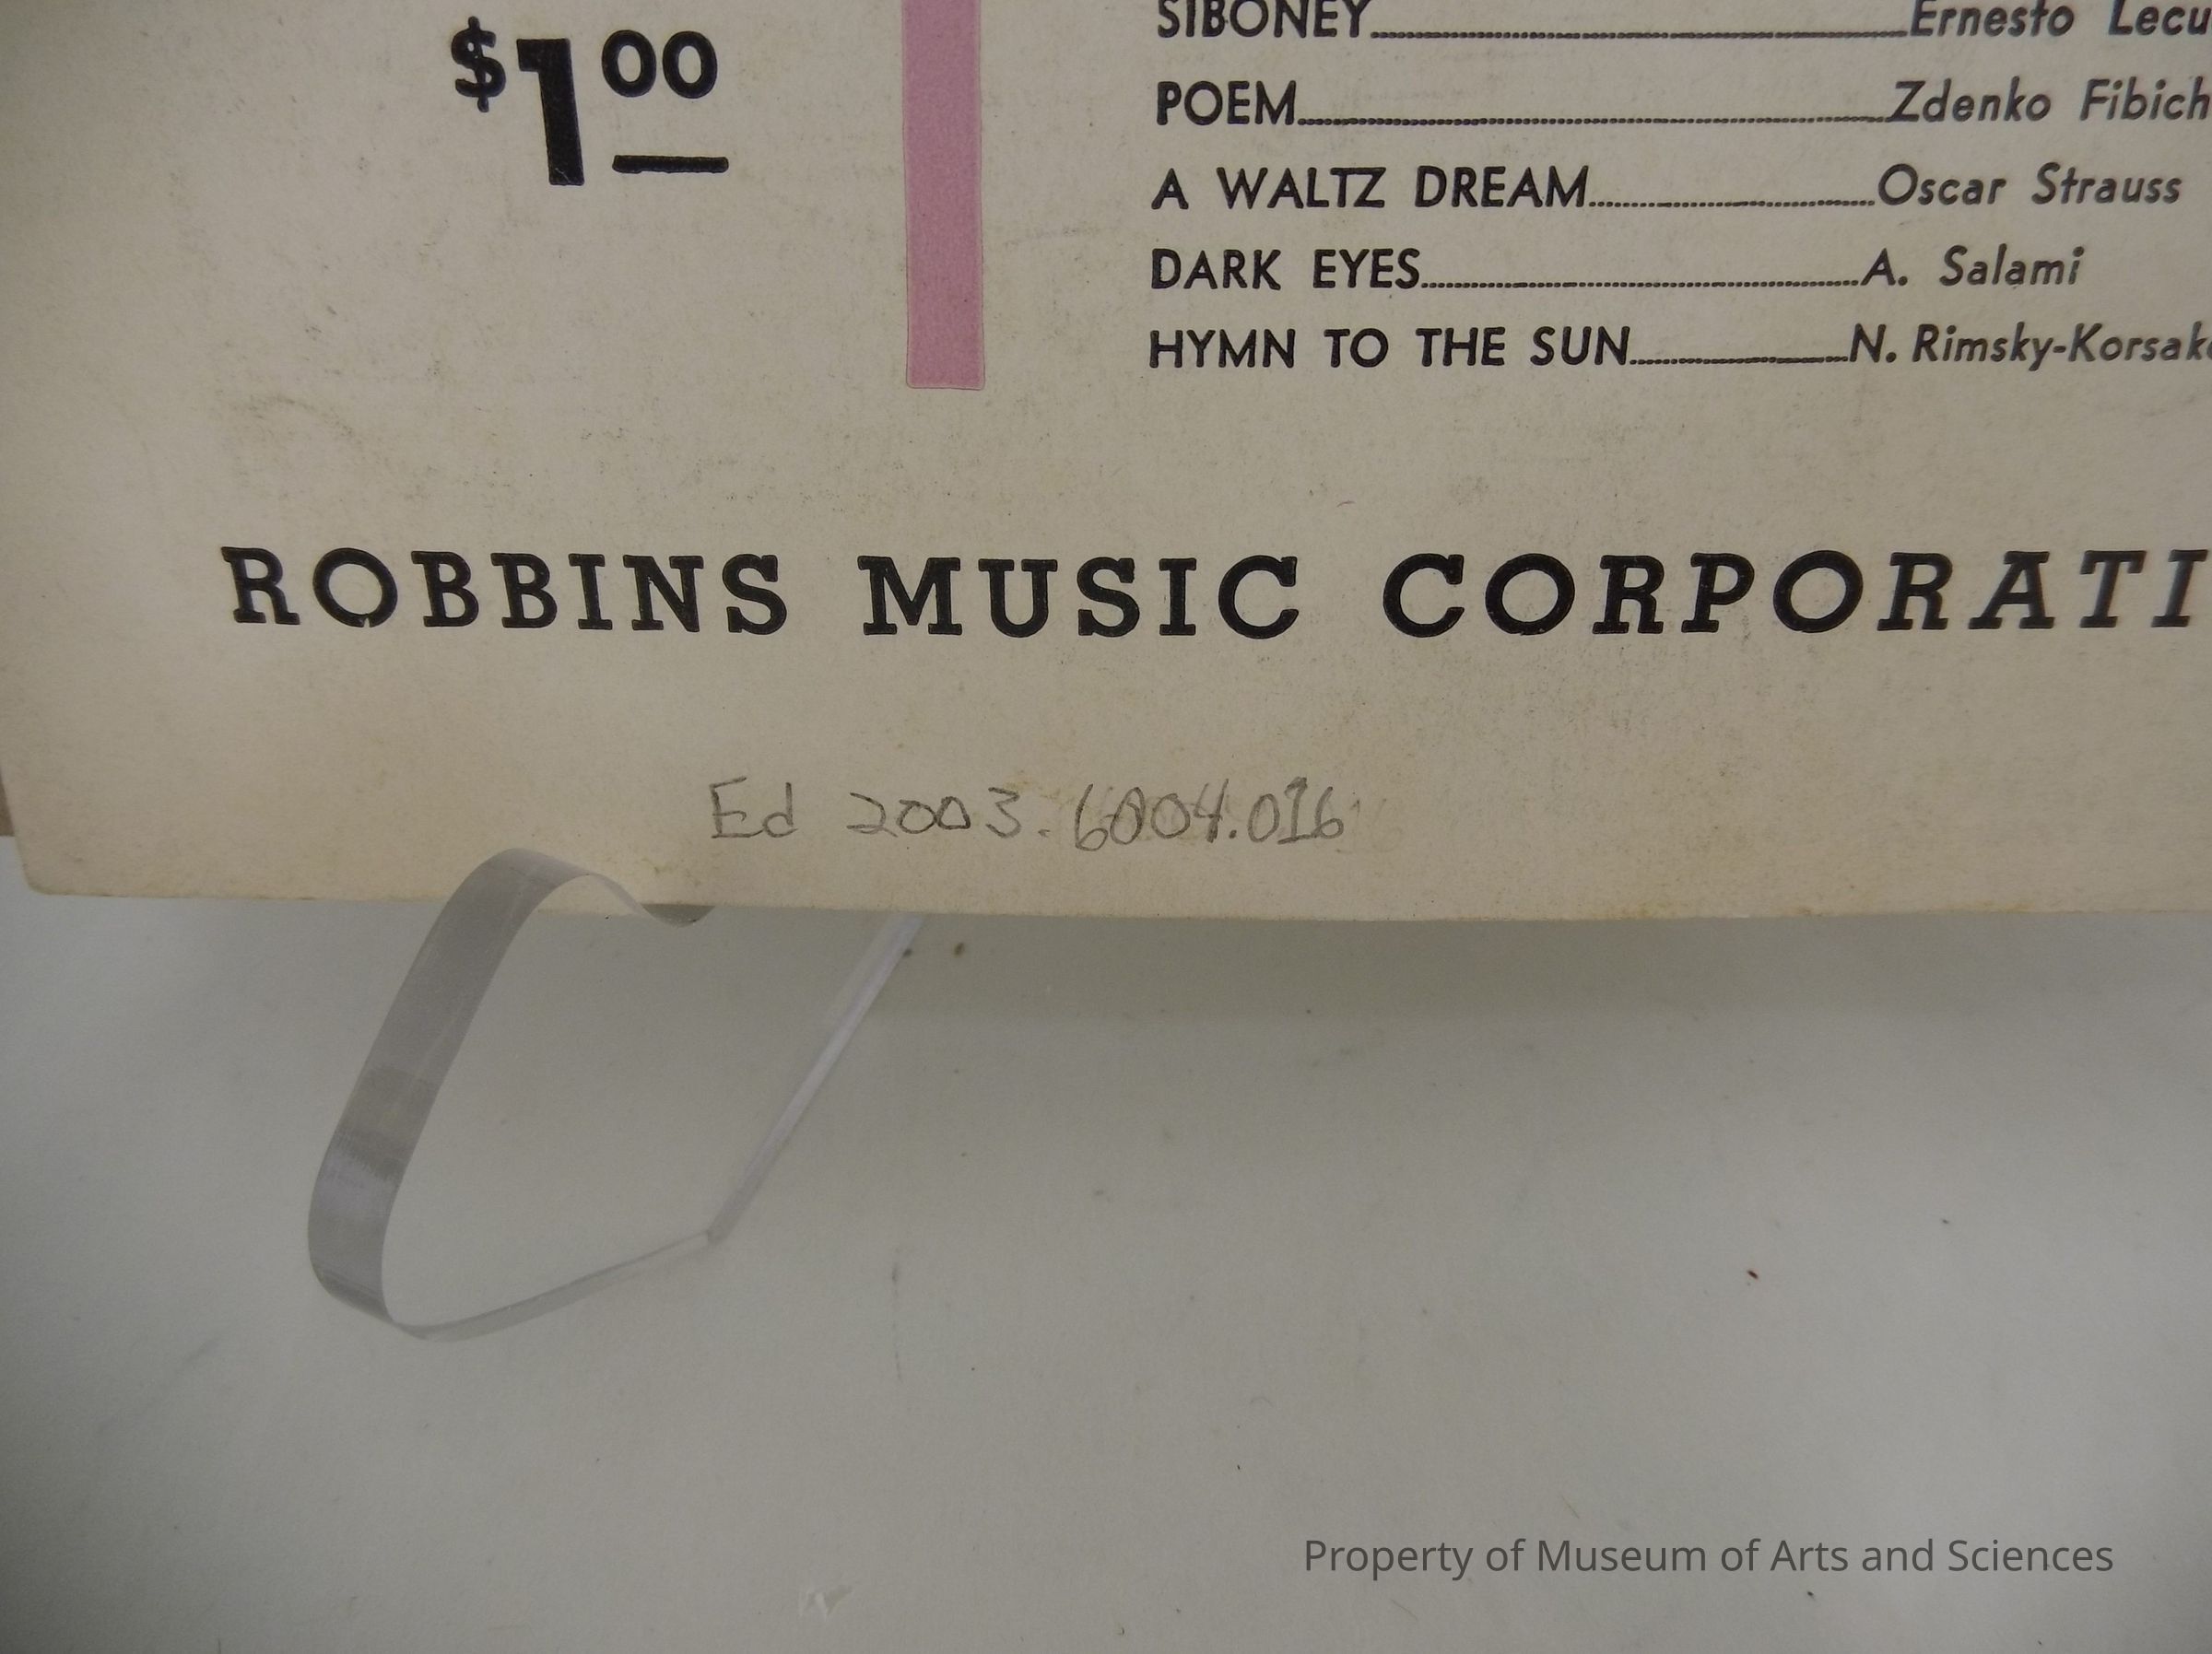 $1.00
SIBONEY Ernesto Lecu
POEM Zdenko Fibich
A WALTZ DREAM Oscar Strauss
DARK EYES A. Salami
HYMN TO THE SUN N. Rimsky-Korsak
ROBBINS MUSIC CORPORATI
Ed 2003.6004.016
Property of Museum of Arts and Sciences